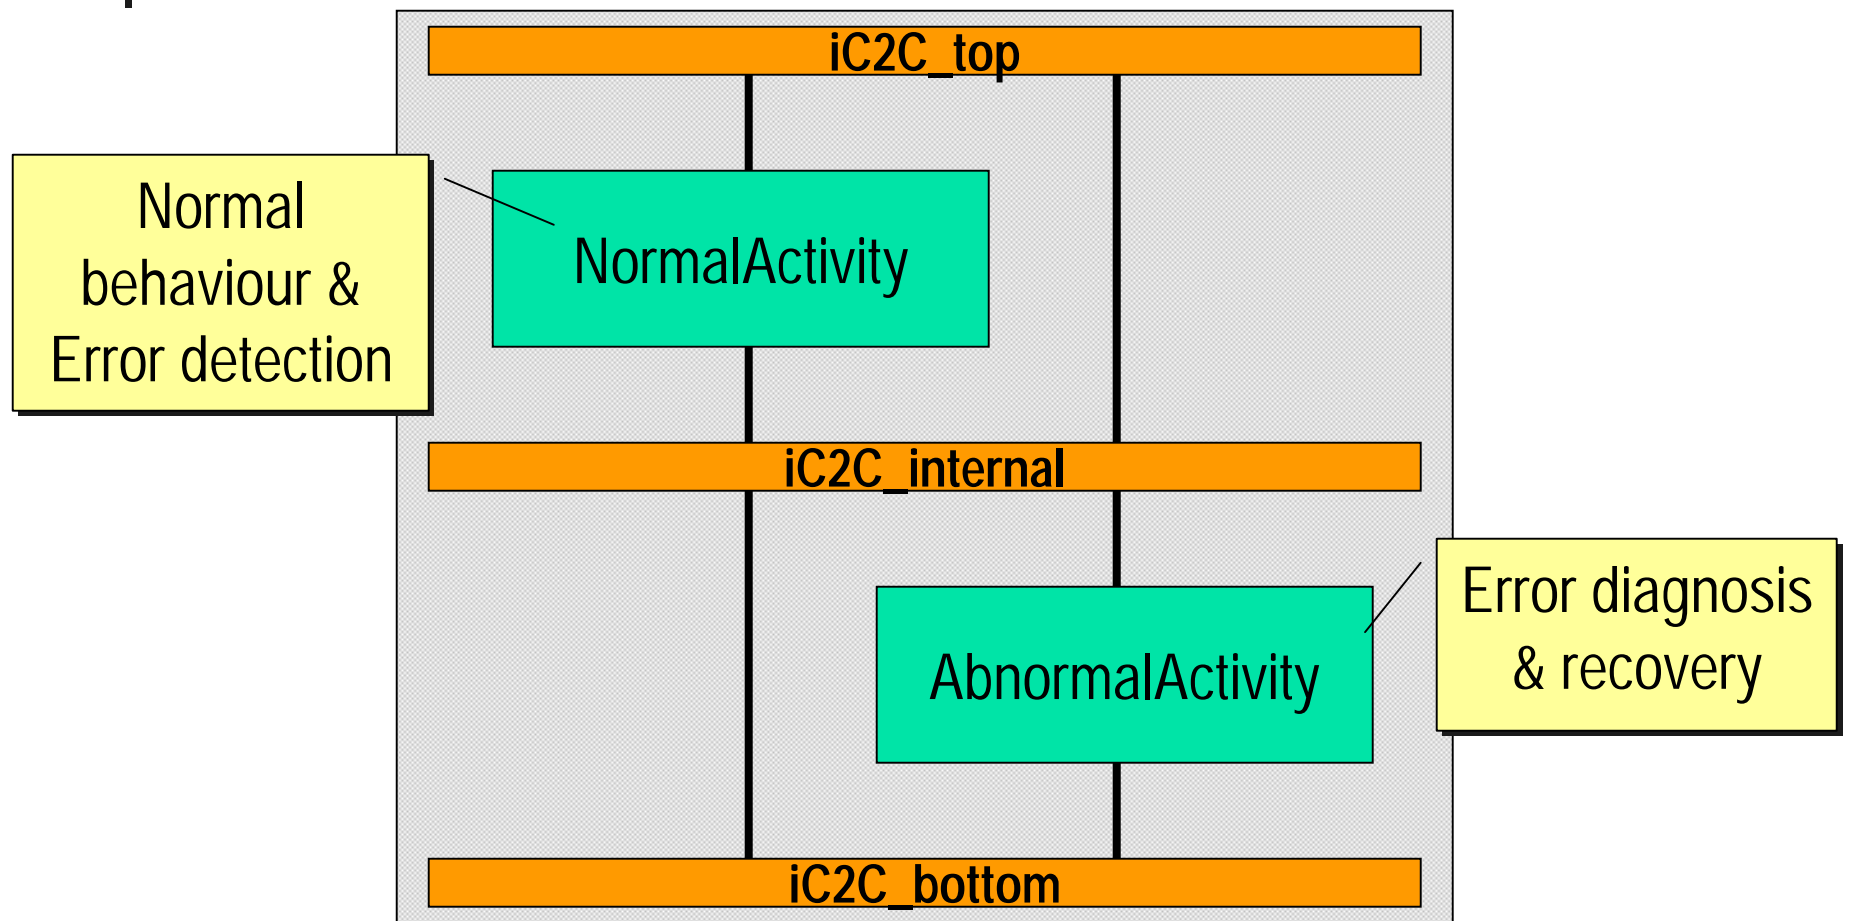 iC2C_top
Normal
behaviour &
Error detection
NormalActivity
iC2C_internal
Error diagnosis
& recovery
AbnormalActivity
iC2C_bottom